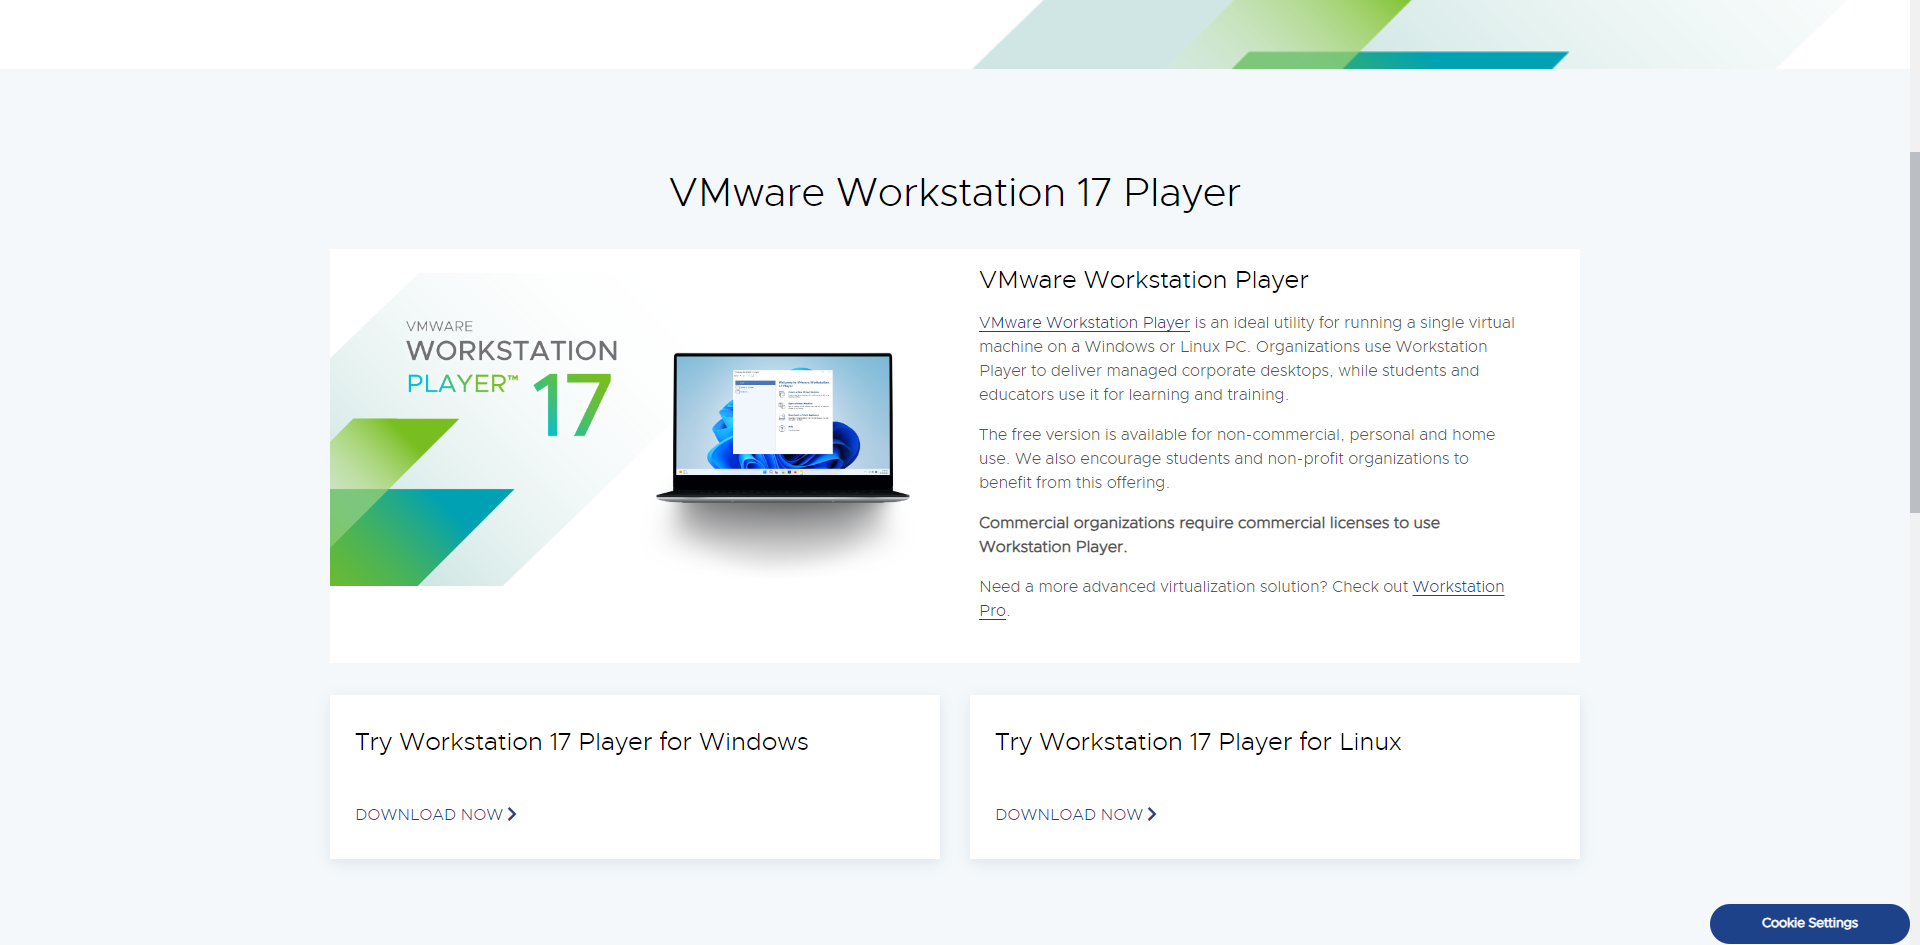 VMware Workstation 17 Player
VMWARE
WORKSTATION
PLAYER™ 17
VMware Workstation Player
VMware Workstation Player is an ideal utility for running a single virtual
machine on a Windows or Linux PC. Organizations use Workstation
Player to deliver managed corporate desktops, while students and
educators use it for learning and training.
The free version is available for non-commercial, personal and home
use. We also encourage students and non-profit organizations to
benefit from this offering.
Commercial organizations require commercial licenses to use
Workstation Player.
Need a more advanced virtualization solution? Check out Workstation
Pro.
Try Workstation 17 Player for Windows
DOWNLOAD NOW
Try Workstation 17 Player for Linux
DOWNLOAD NOW
Cookie Settings